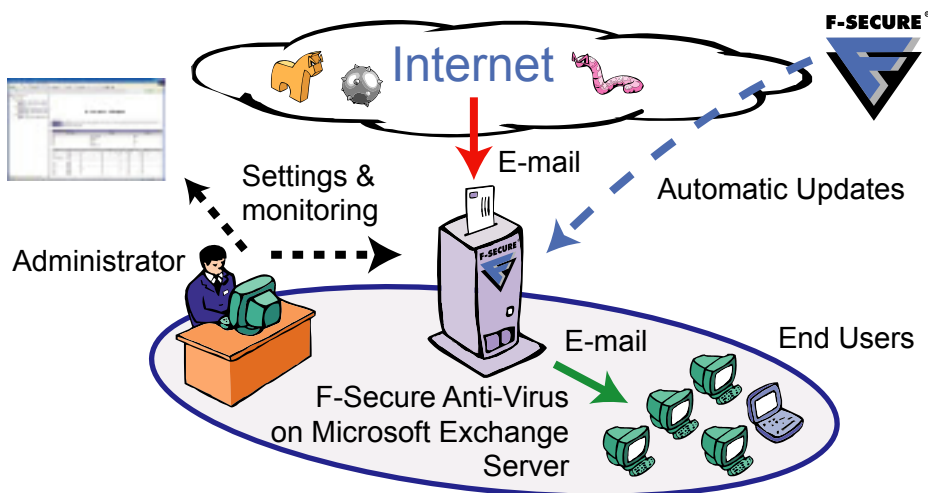 F-SECURE®
Internet
E-mail
Settings &
monitoring
Automatic Updates
Administrator
F-SECURE
E-mail
End Users
F-Secure Anti-Virus
on Microsoft Exchange
Server